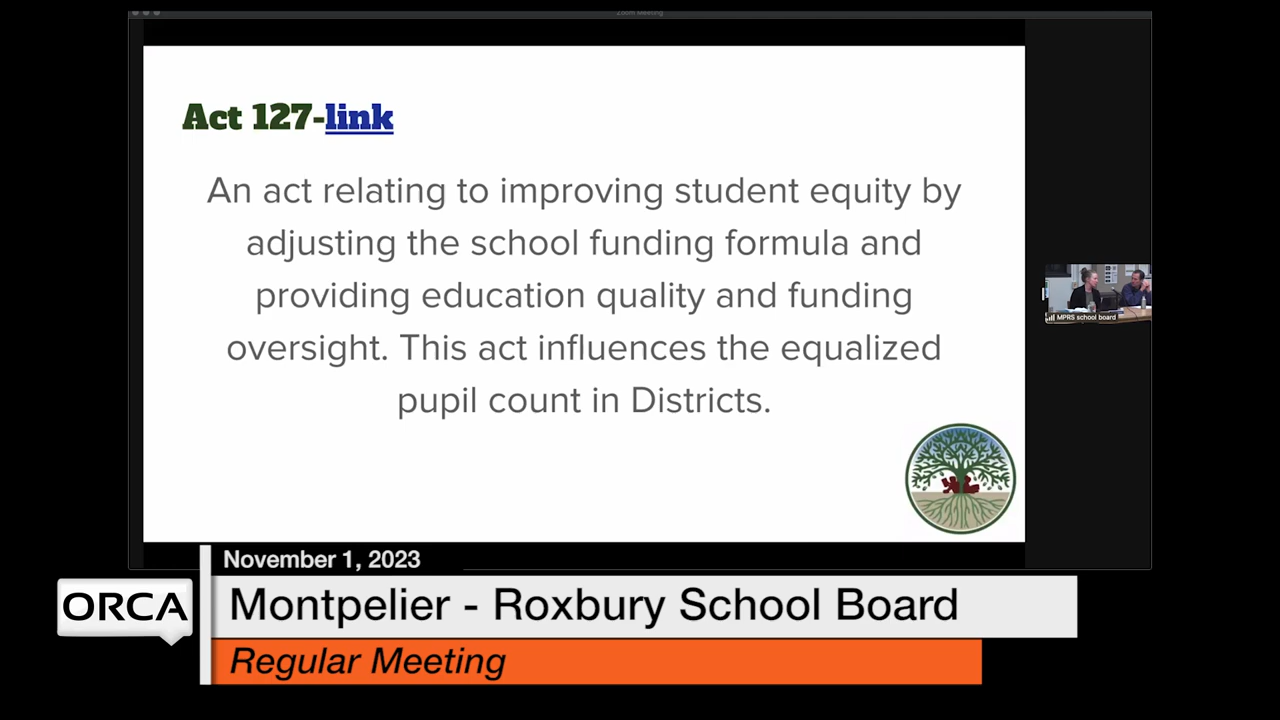 Zoom Meeting
Act 127-link
An act relating to improving student equity by
adjusting the school funding formula and
providing education quality and funding
oversight. This act influences the equalized
pupil count in Districts.
MPRS school board
November 1, 2023
ORCA
Montpelier - Roxbury School Board
Regular Meeting